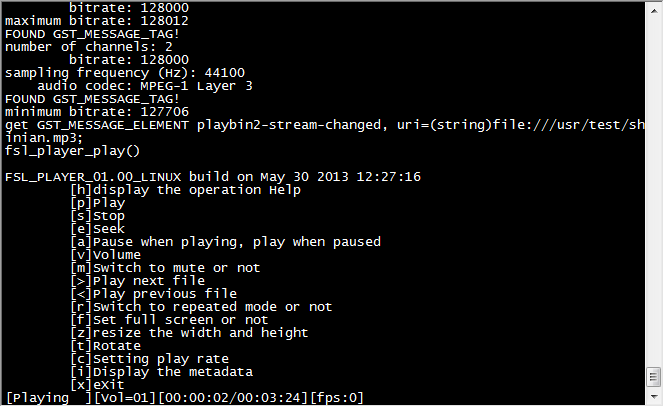 bitrate: 128000
maximum bitrate: 128012
FOUND GST_MESSAGE_TAG!
number of channels: 2
bitrate: 128000
sampling frequency (Hz): 44100
audio codec: MPEG-1 Layer 3
FOUND GST_MESSAGE_TAG!
minimum bitrate: 127706
get GST_MESSAGE_ELEMENT playbin2-stream-changed, uri=(string)file:///usr/test/sh
inian.mp3;
fsl_player_play()
FSL_PLAYER_01.00_LINUX build on May 30 2013 12:27:16
[h]display the operation Help
[p]Play
[s]Stop
[e]Seek
[a]Pause when playing, play when paused
[v]Volume
[m]Switch to mute or not
[>]Play next file
[<]Play previous file
[r]Switch to repeated mode or not
[f]Set full screen or not
[z]resize the width and height
[t]Rotate
[c]Setting play rate
[i]Display the metadata
[x]eXit
[Playing  ][Vol=01][00:00:02/00:03:24][fps:0]